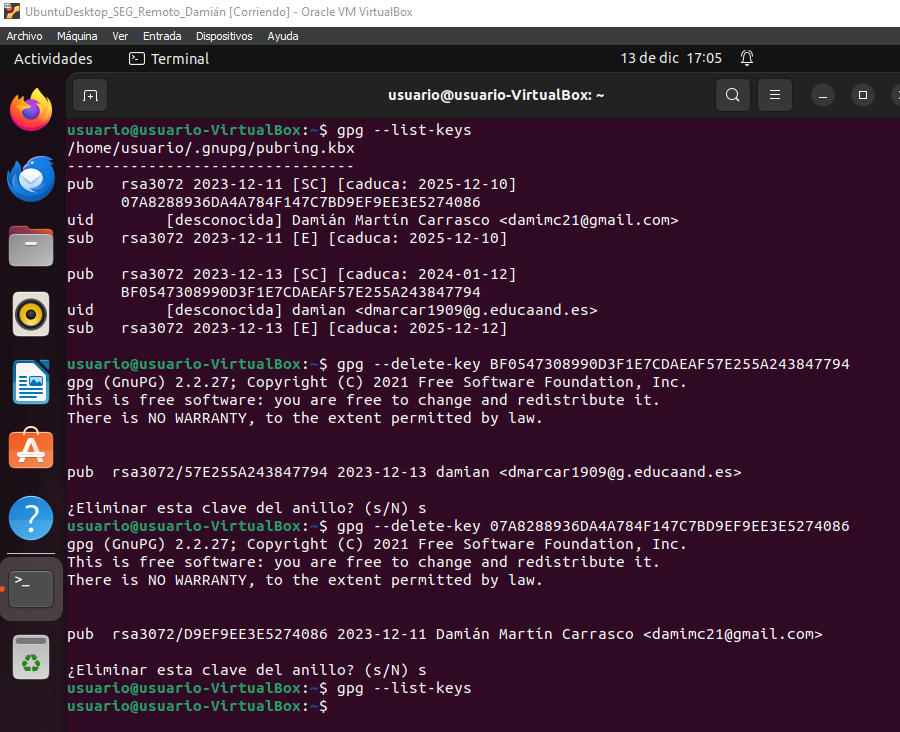 UbuntuDesktop_SEG_Remoto_Damián [Corriendo] - Oracle VM VirtualBox
Archivo Máquina Ver Entrada Dispositivos Ayuda
Actividades Terminal 13 de dic 17:05
usuario@usuario-VirtualBox: ~
usuario@usuario-VirtualBox:~$ gpg --list-keys
/home/usuario/.gnupg/pubring.kbx
--------------------------------
pub   rsa3072 2023-12-11 [SC] [caduca: 2025-12-10]
      07A8288936DA4A784F147C7BD9EF9EE3E5274086
uid        [desconocida] Damián Martín Carrasco <damimc21@gmail.com>
sub   rsa3072 2023-12-11 [E] [caduca: 2025-12-10]
pub   rsa3072 2023-12-13 [SC] [caduca: 2024-01-12]
      BF0547308990D3F1E7CDAEAF57E255A243847794
uid        [desconocida] damian <dmarcar1909@g.educaand.es>
sub   rsa3072 2023-12-13 [E] [caduca: 2025-12-12]
usuario@usuario-VirtualBox:~$ gpg --delete-key BF0547308990D3F1E7CDAEAF57E255A243847794
gpg (GnuPG) 2.2.27; Copyright (C) 2021 Free Software Foundation, Inc.
This is free software: you are free to change and redistribute it.
There is NO WARRANTY, to the extent permitted by law.
pub  rsa3072/57E255A243847794 2023-12-13 damian <dmarcar1909@g.educaand.es>
¿Eliminar esta clave del anillo? (s/N) s
usuario@usuario-VirtualBox:~$ gpg --delete-key 07A8288936DA4A784F147C7BD9EF9EE3E5274086
gpg (GnuPG) 2.2.27; Copyright (C) 2021 Free Software Foundation, Inc.
This is free software: you are free to change and redistribute it.
There is NO WARRANTY, to the extent permitted by law.
pub  rsa3072/D9EF9EE3E5274086 2023-12-11 Damián Martín Carrasco <damimc21@gmail.com>
¿Eliminar esta clave del anillo? (s/N) s
usuario@usuario-VirtualBox:~$ gpg --list-keys
usuario@usuario-VirtualBox:~$